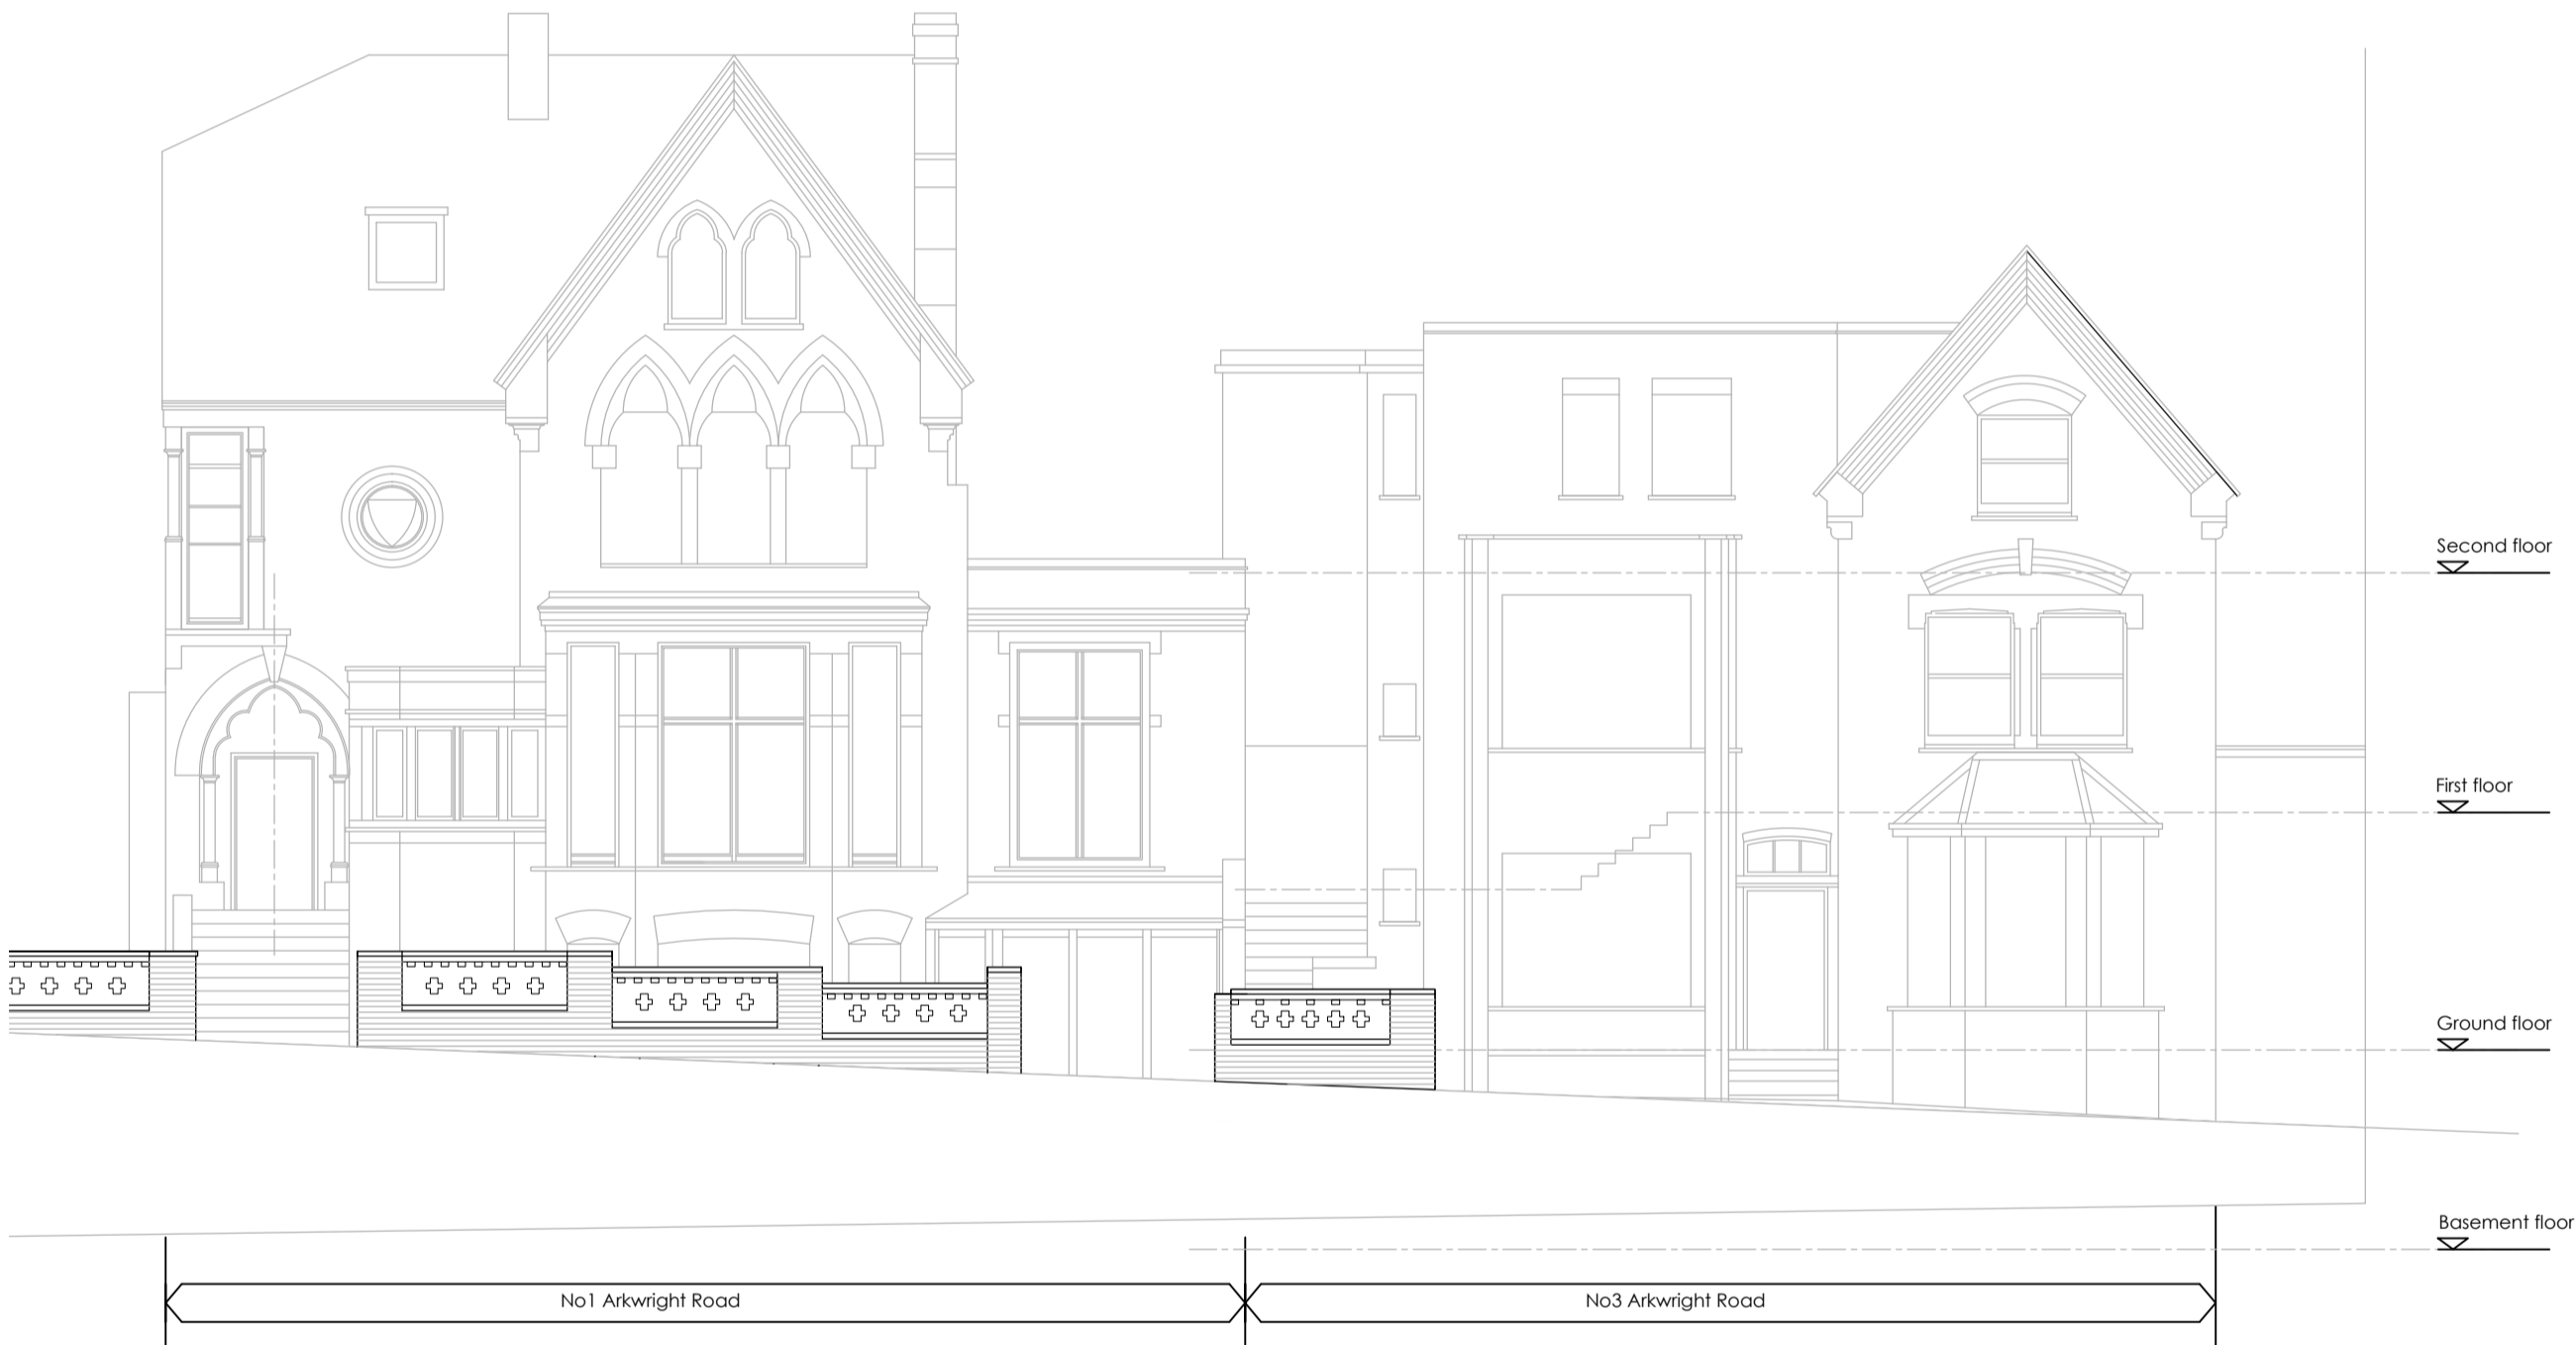 Second floor
First floor
Ground floor
Basement floor
No1 Arkwright Road
No3 Arkwright Road